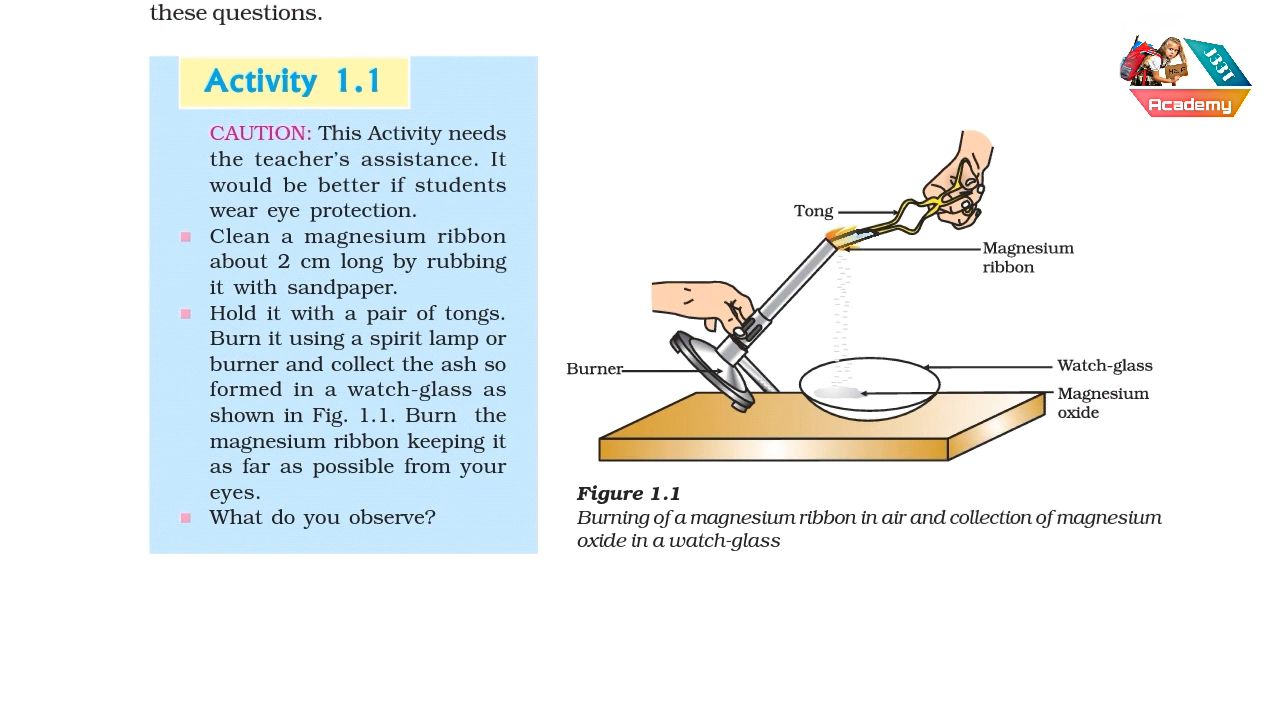 these questions.
Activity 1.1
CAUTION: This Activity needs
the teacher's assistance. It
would be better if students
wear eye protection.
Clean a magnesium ribbon
about 2 cm long by rubbing
it with sandpaper.
Hold it with a pair of tongs.
Burn it using a spirit lamp or
burner and collect the ash so
formed in a watch-glass as
shown in Fig. 1.1. Burn the
magnesium ribbon keeping it
as far as possible from your
eyes.
What do you observe?
Tong
Magnesium
ribbon
Burner
Watch-glass
Magnesium
oxide
Figure 1.1
Burning of a magnesium ribbon in air and collection of magnesium
oxide in a watch-glass
Academy